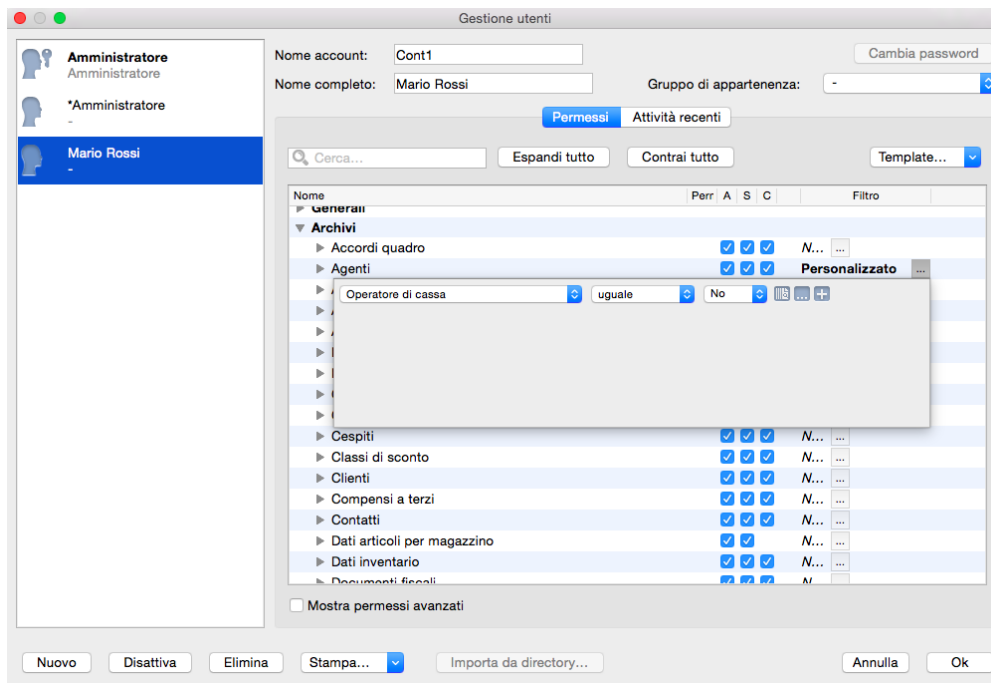 Gestione utenti
Amministratore
Amministratore
*Amministratore
-
Mario Rossi
-
Nome account: Cont1 Cambia password
Nome completo: Mario Rossi Gruppo di appartenenza: -
Permessi Attività recenti
Cerca... Espandi tutto Contrai tutto Template...
Nome Perr A S C Filtro
Generali
Archivi
Accordi quadro N... ...
Agenti Personalizzato ...
Operatore di cassa uguale No ...
Cespiti N... ...
Classi di sconto N... ...
Clienti N... ...
Compensi a terzi N... ...
Contatti N... ...
Dati articoli per magazzino N... ...
Dati inventario N... ...
Documenti fiscali N...
Mostra permessi avanzati
Nuovo Disattiva Elimina Stampa... Importa da directory... Annulla Ok